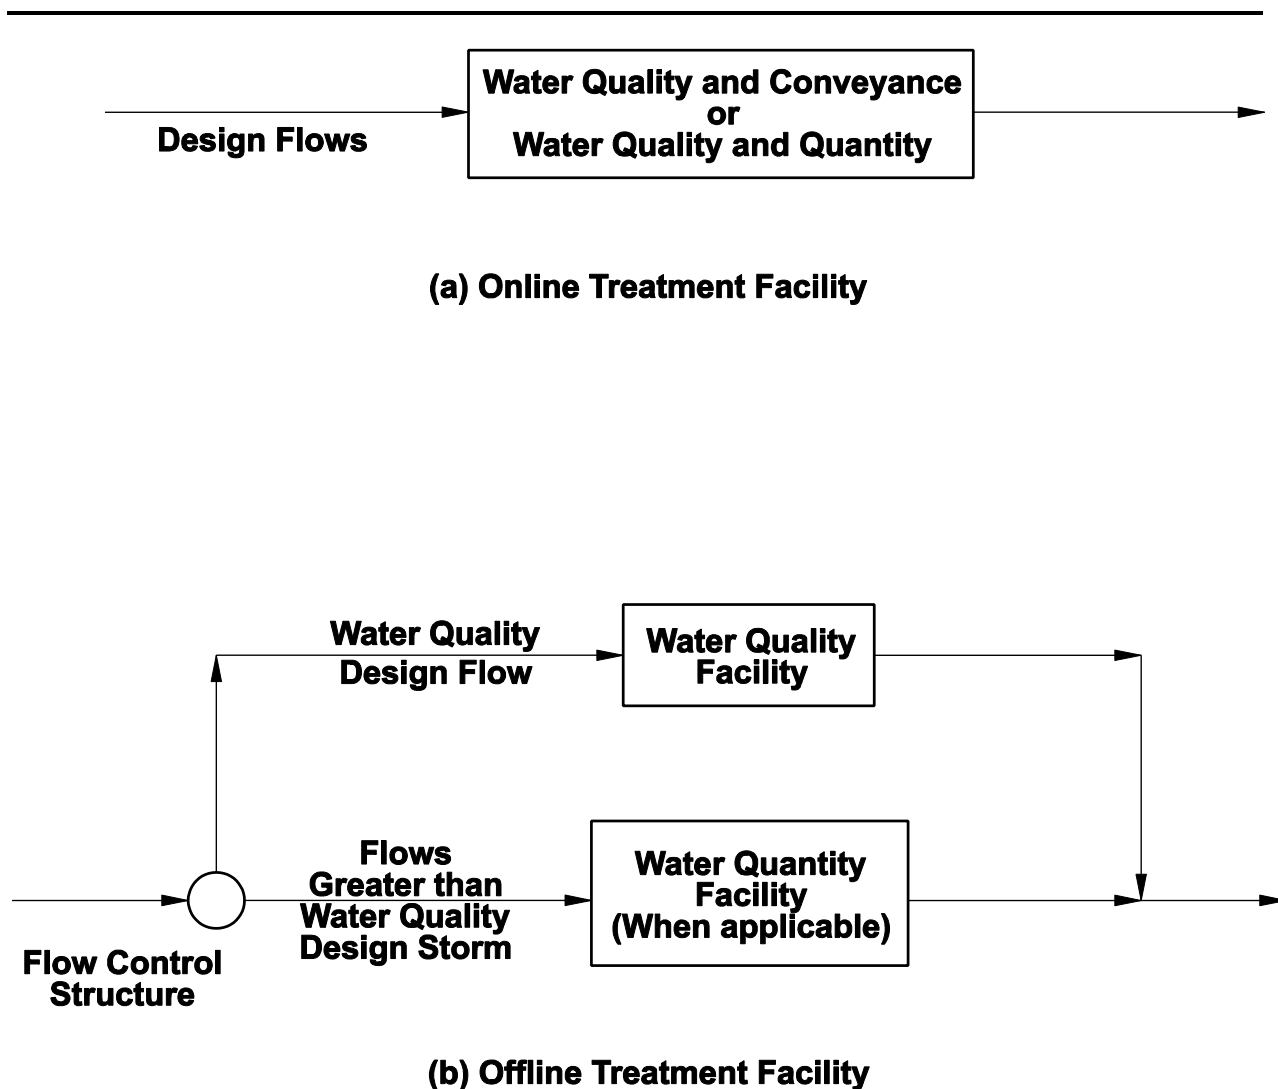 Water Quality and Conveyance
or
Water Quality and Quantity
Design Flows
(a) Online Treatment Facility
Water Quality
Design Flow
Water Quality
Facility
Flows
Greater than
Water Quality
Design Storm
Water Quantity
Facility
(When applicable)
Flow Control
Structure
(b) Offline Treatment Facility